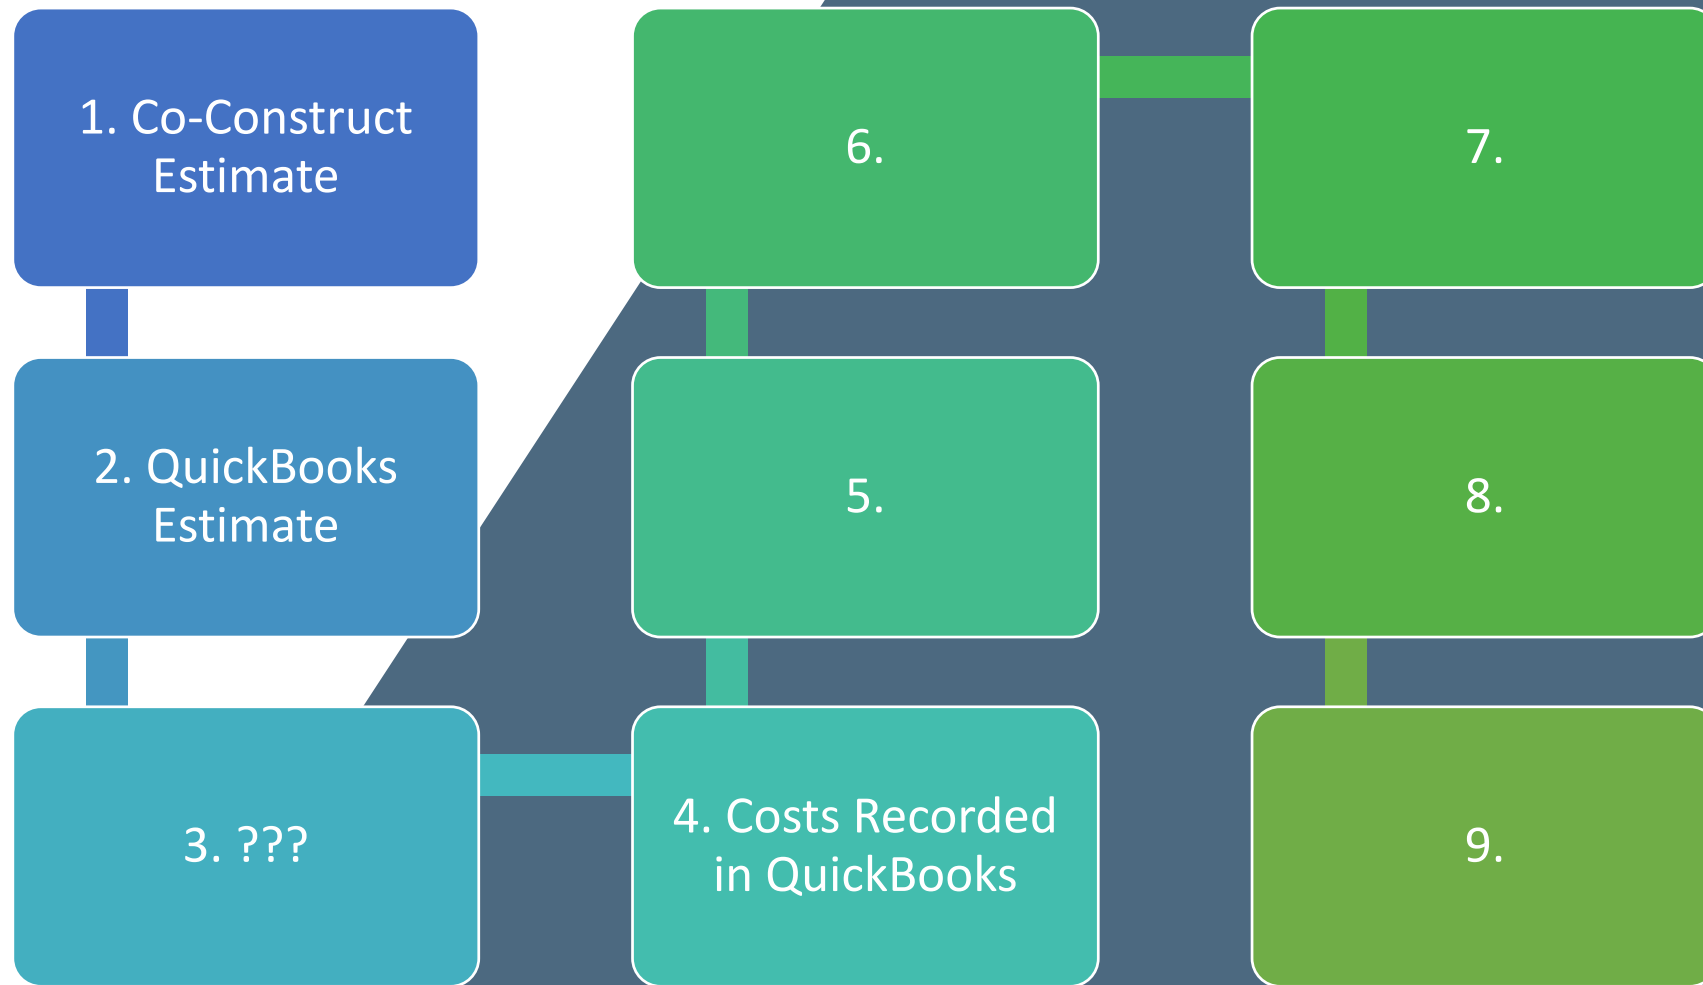 1. Co-Construct
Estimate
2. QuickBooks
Estimate
3. ???
4. Costs Recorded
in QuickBooks
5.
6.
7.
8.
9.